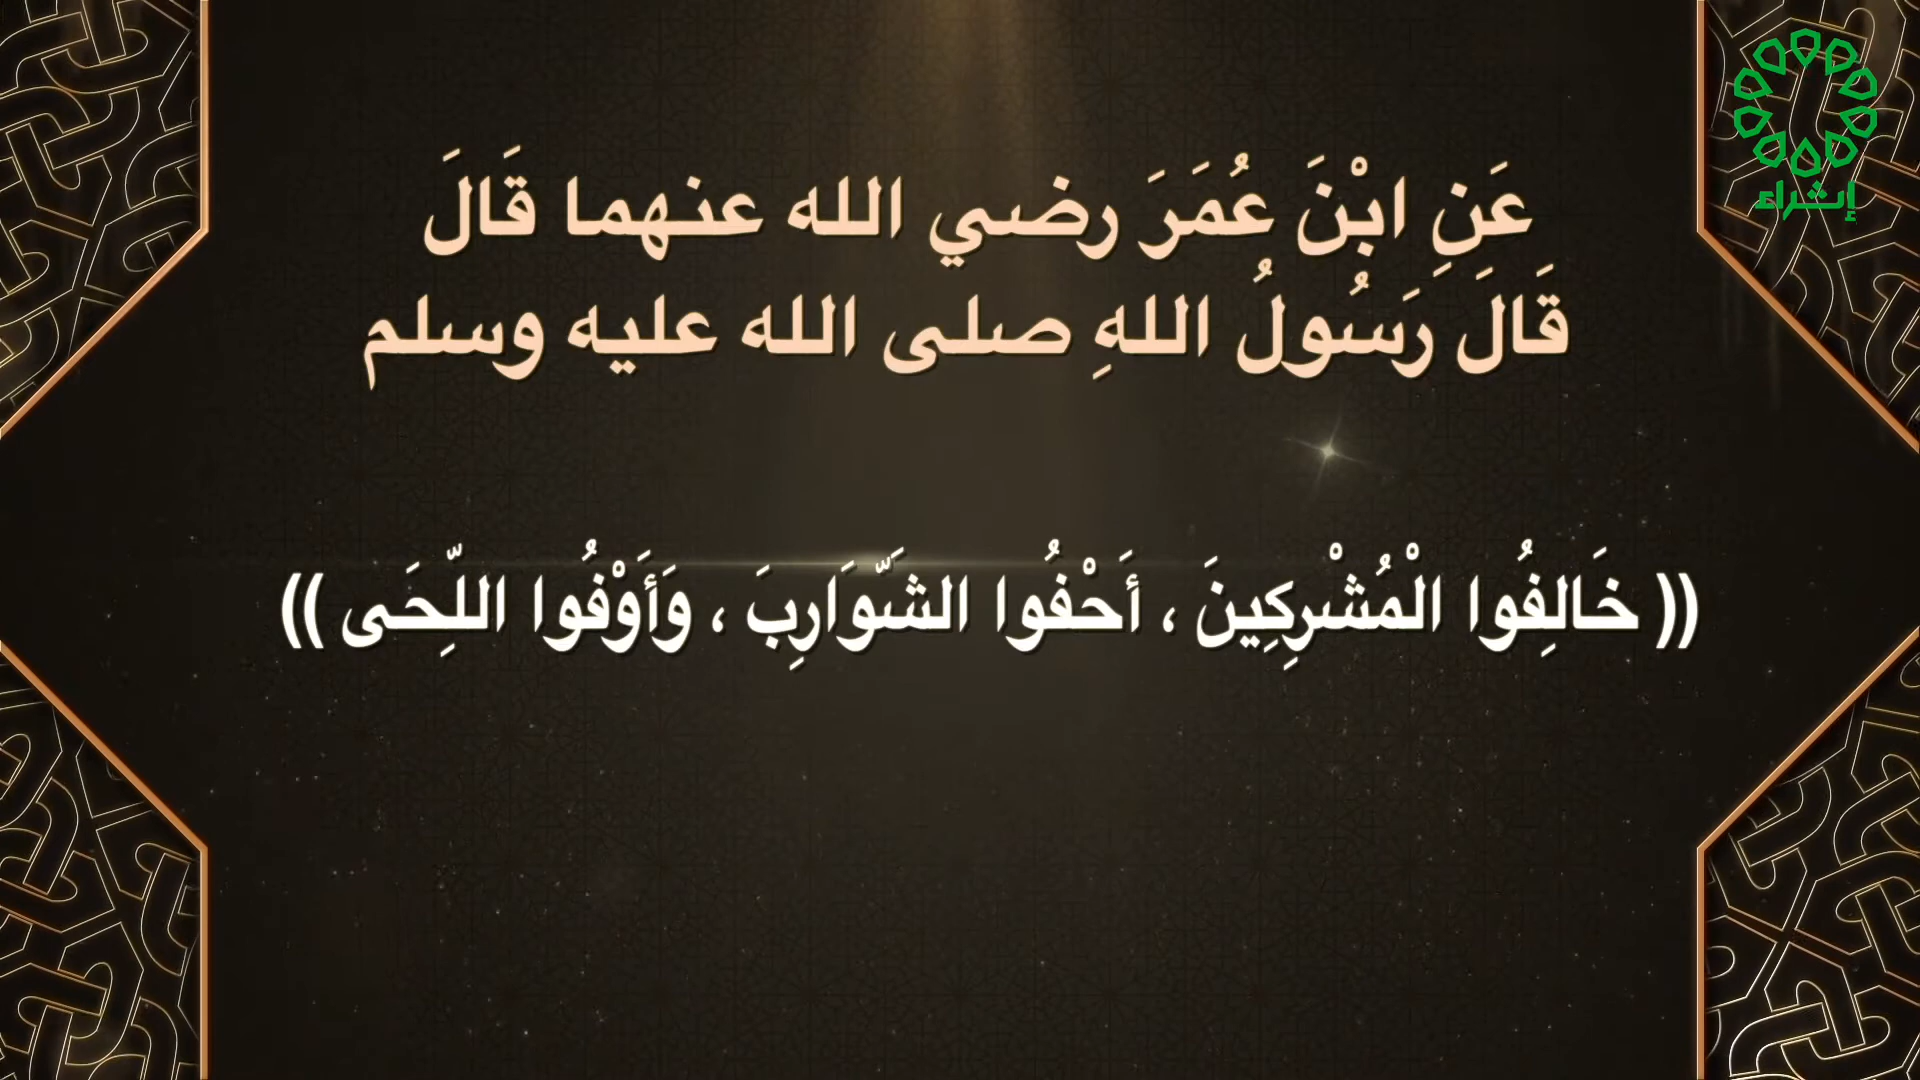 إثراء
عَنِ ابْنَ عُمَرَ رضي الله عنهما قَالَ
قَالَ رَسُولُ اللهِ صلى الله عليه وسلم
(( خَالِفُوا الْمُشْرِكِينَ ، أَحْفُوا الشَّوَارِبَ ، وَأَوْفُوا اللِّحَى ))